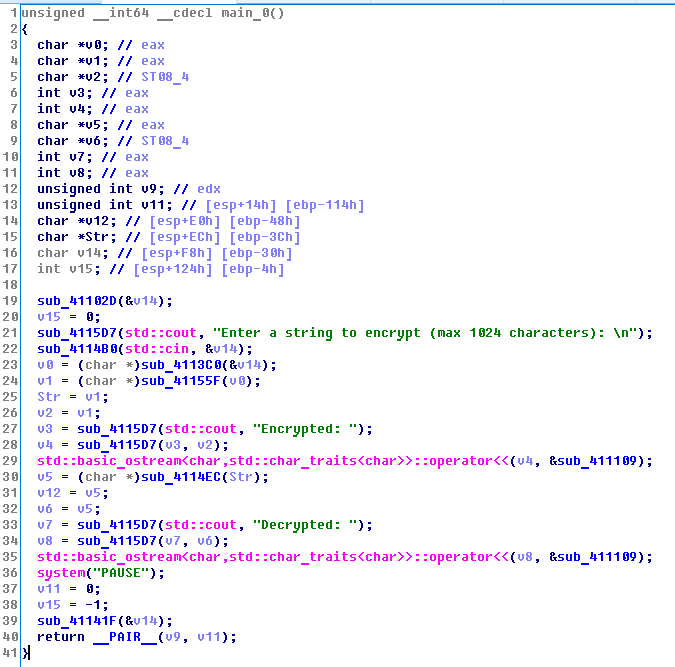 1 unsigned __int64 __cdecl main_0()
2 {
3   char *v0; // eax
4   char *v1; // eax
5   char *v2; // ST08_4
6   int v3; // eax
7   int v4; // eax
8   char *v5; // eax
9   char *v6; // ST08_4
10   int v7; // eax
11   int v8; // eax
12   unsigned int v9; // edx
13   unsigned int v11; // [esp+14h] [ebp-114h]
14   char *v12; // [esp+E0h] [ebp-48h]
15   char *Str; // [esp+ECh] [ebp-3Ch]
16   char v14; // [esp+F8h] [ebp-30h]
17   int v15; // [esp+124h] [ebp-4h]
18
19   sub_41102D(&v14);
20   v15 = 0;
21   sub_4115D7(std::cout, "Enter a string to encrypt (max 1024 characters): \n");
22   sub_4114B0(std::cin, &v14);
23   v0 = (char *)sub_4113C0(&v14);
24   v1 = (char *)sub_41155F(v0);
25   Str = v1;
26   v2 = v1;
27   v3 = sub_4115D7(std::cout, "Encrypted: ");
28   v4 = sub_4115D7(v3, v2);
29   std::basic_ostream<char,std::char_traits<char>>::operator<<(v4, &sub_411109);
30   v5 = (char *)sub_4114EC(Str);
31   v12 = v5;
32   v6 = v5;
33   v7 = sub_4115D7(std::cout, "Decrypted: ");
34   v8 = sub_4115D7(v7, v6);
35   std::basic_ostream<char,std::char_traits<char>>::operator<<(v8, &sub_411109);
36   system("PAUSE");
37   v11 = 0;
38   v15 = -1;
39   sub_41141F(&v14);
40   return __PAIR__(v9, v11);
41 }